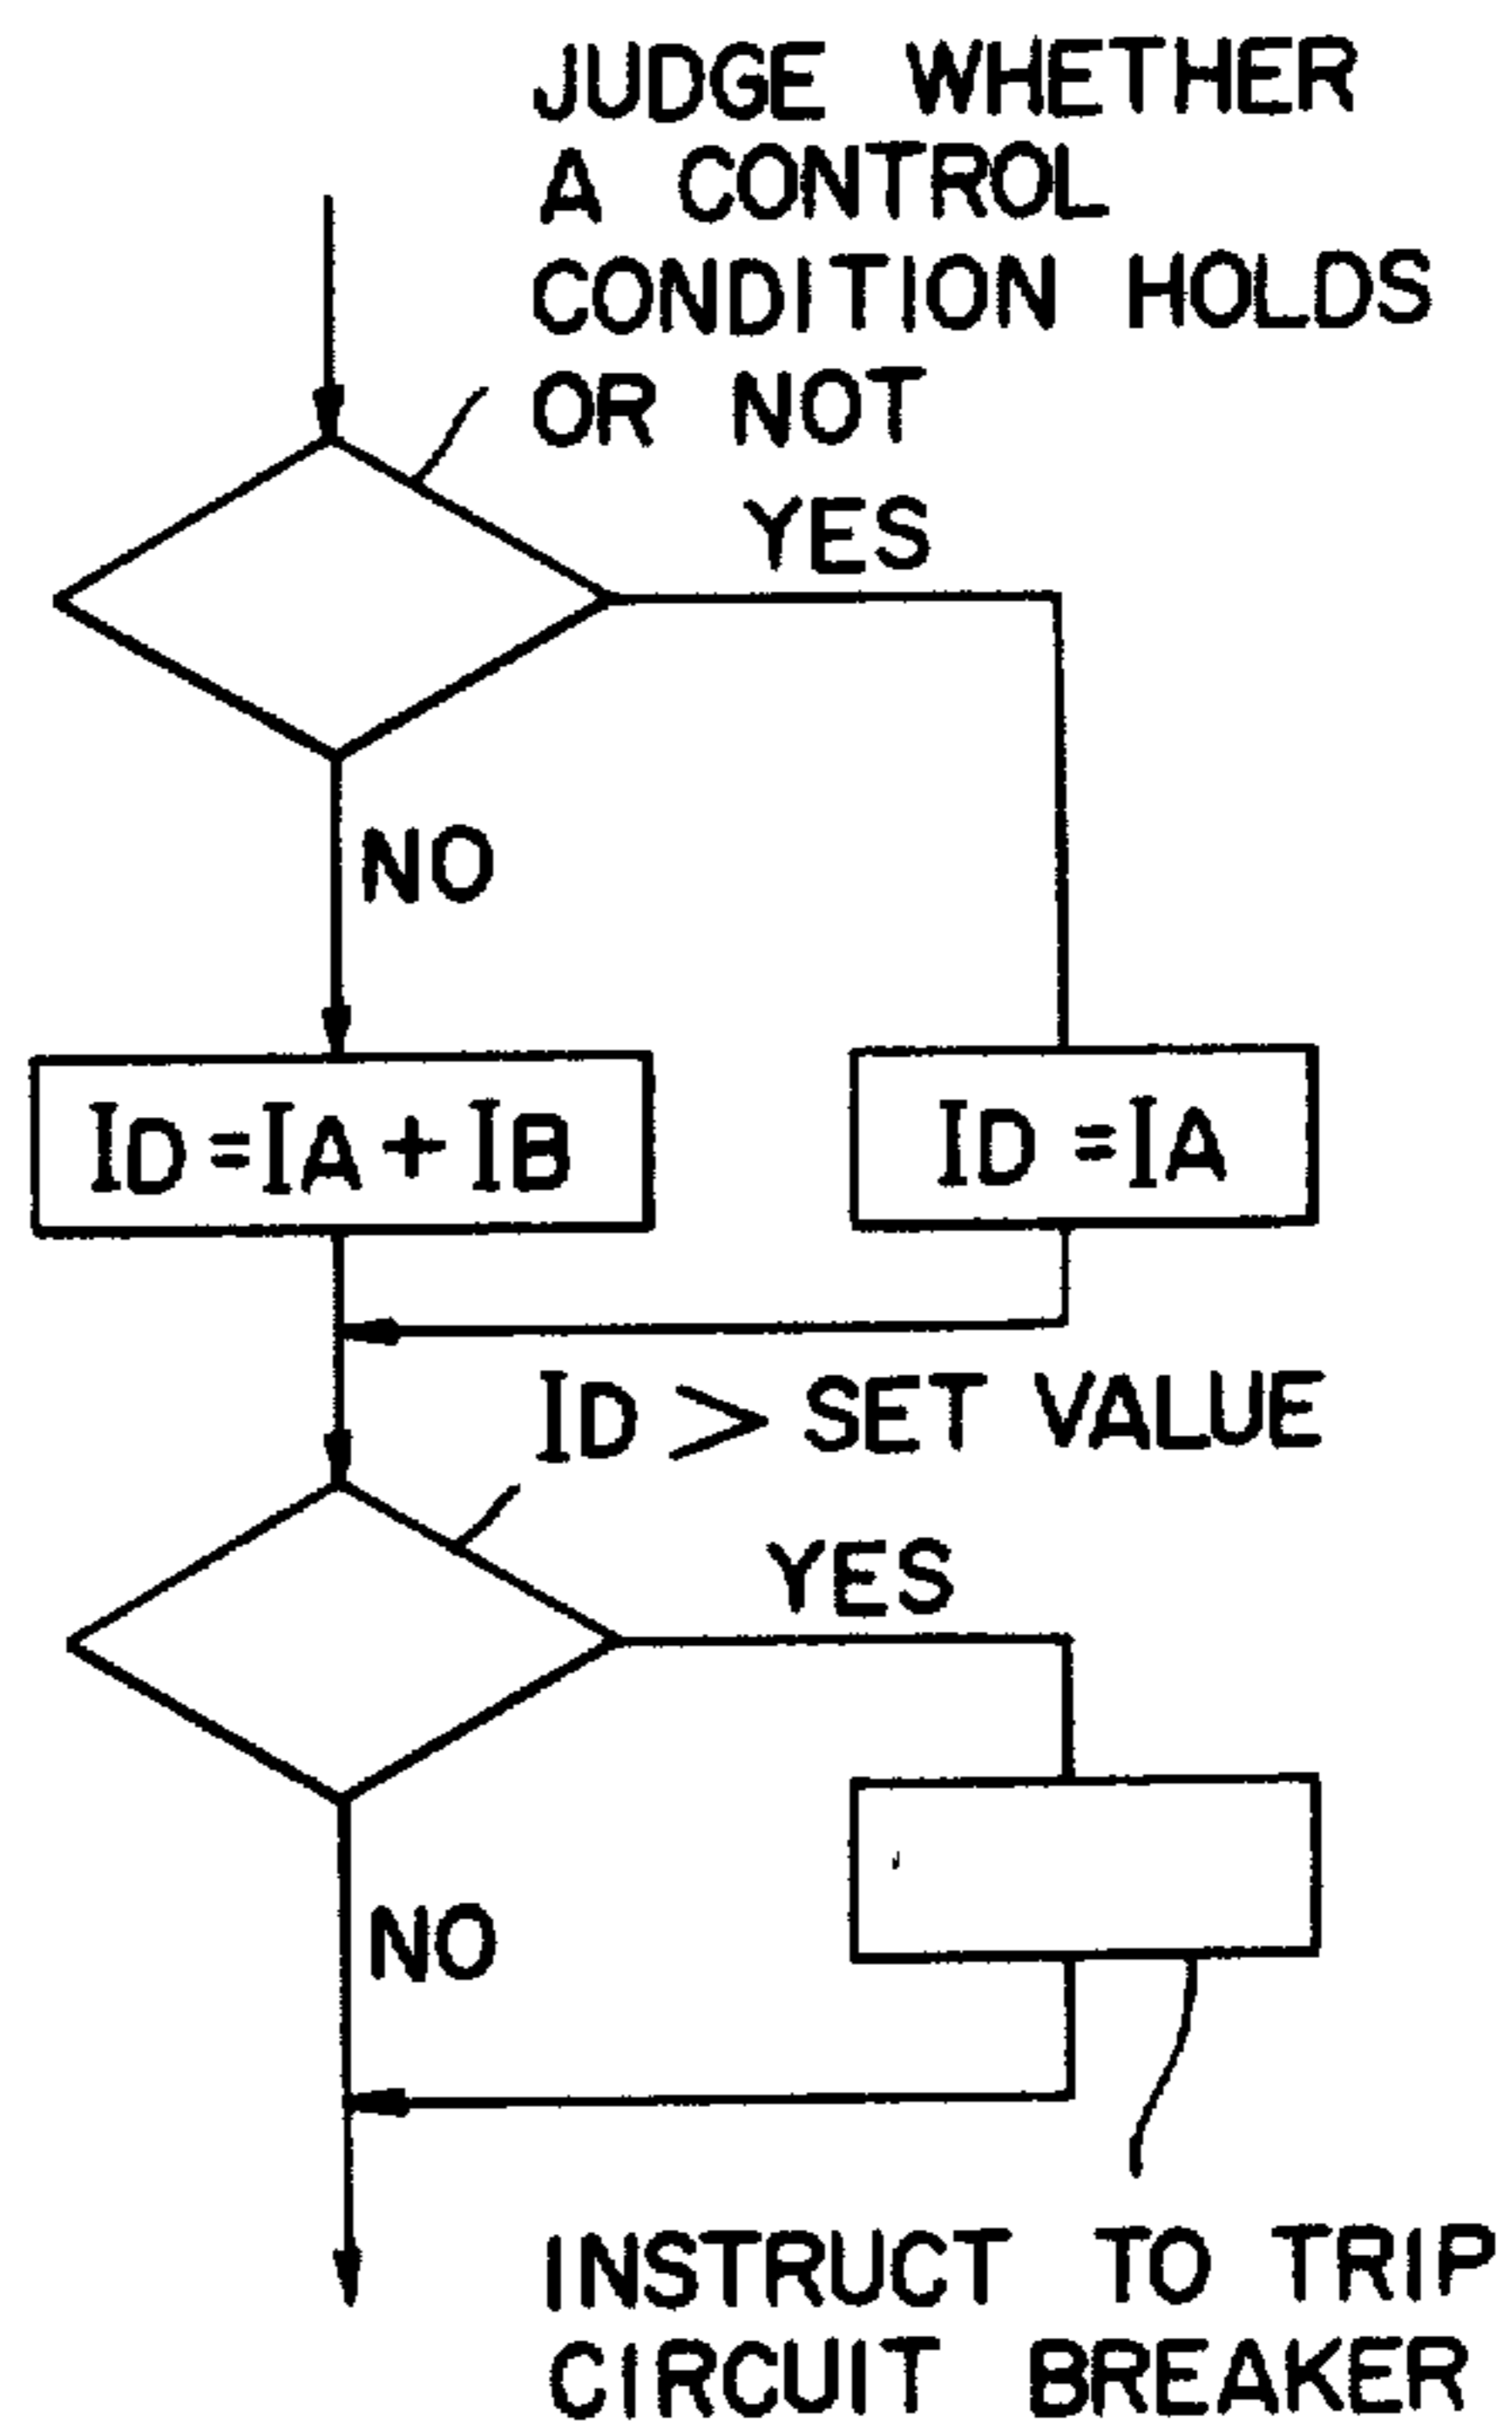 JUDGE WHETHER
A CONTROL
CONDITION HOLDS
OR NOT
YES
NO
ID=IA+IB
ID=IA
ID > SET VALUE
YES
NO
INSTRUCT TO TRIP
CIRCUIT BREAKER